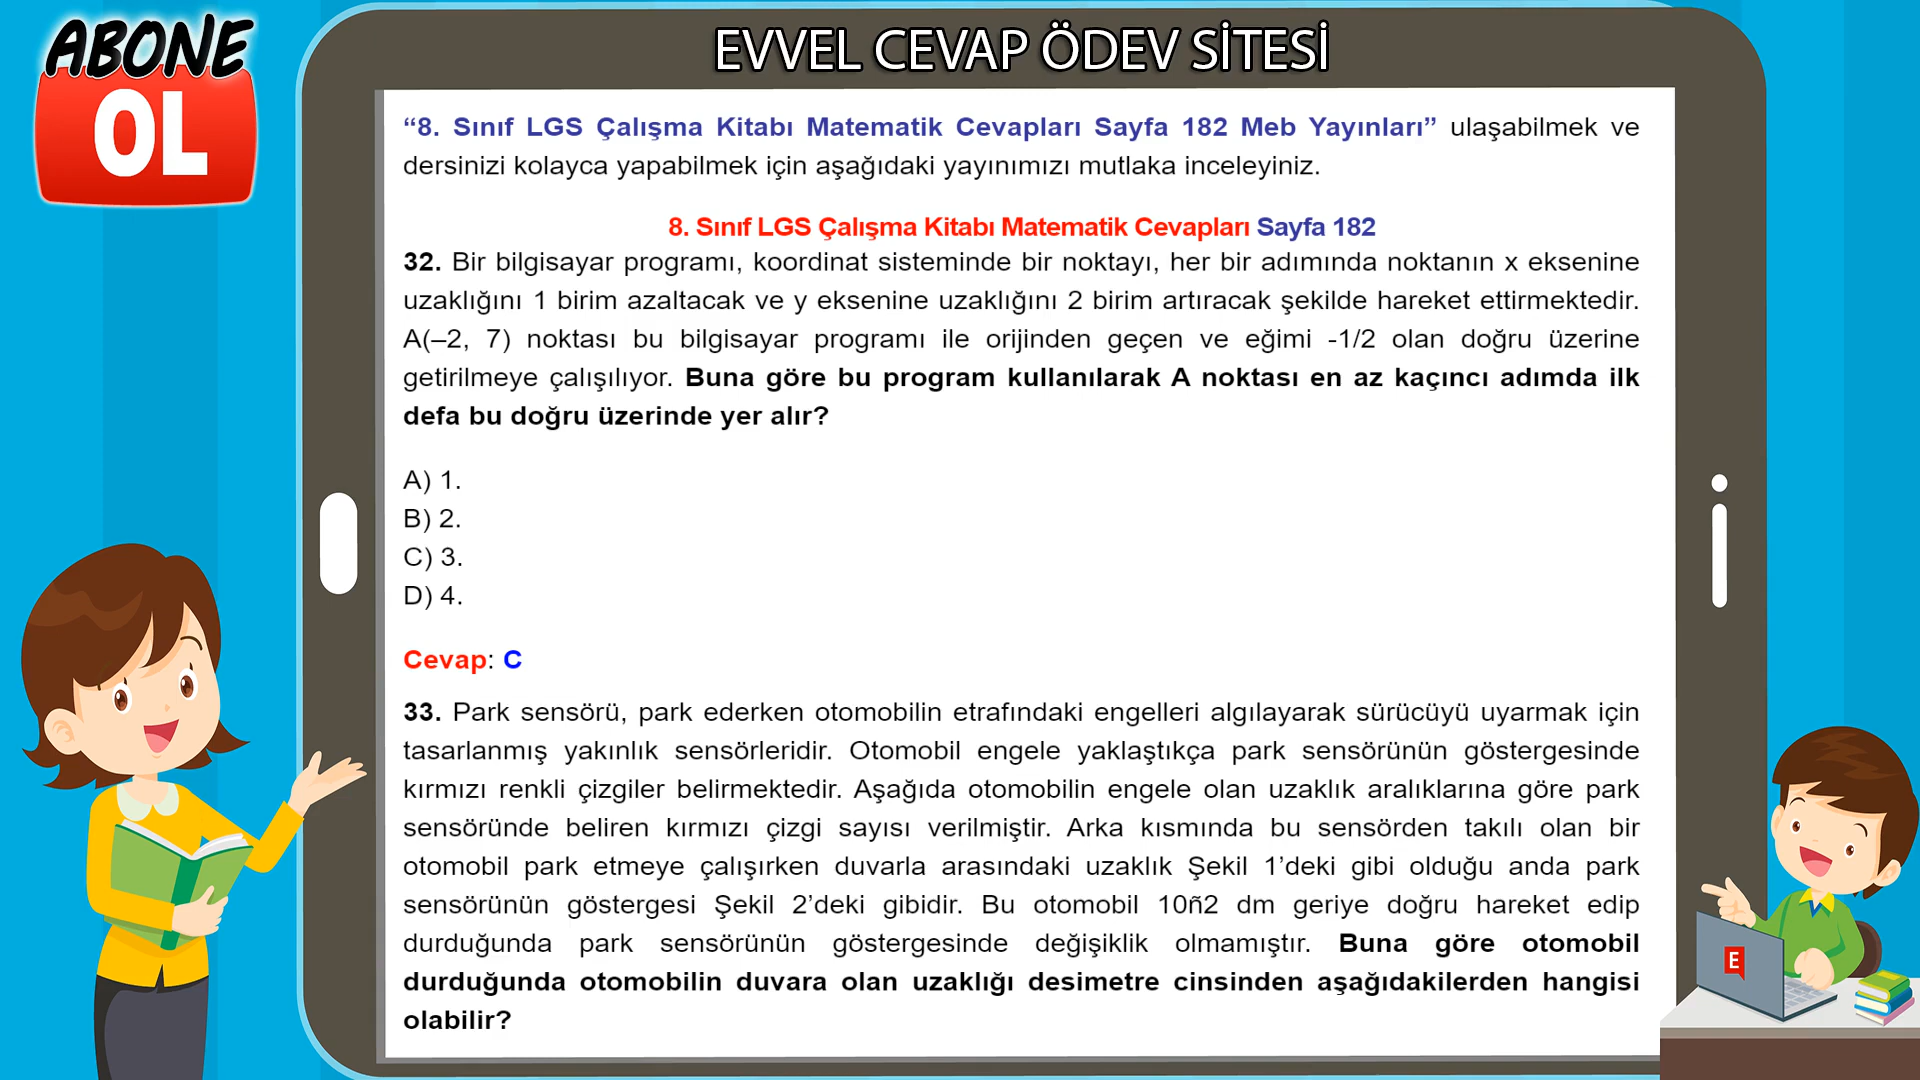 ABONE
OL
EVVEL CEVAP ÖDEV SİTESİ
“8. Sınıf LGS Çalışma Kitabı Matematik Cevapları Sayfa 182 Meb Yayınları” ulaşabilmek ve
dersinizi kolayca yapabilmek için aşağıdaki yayınımızı mutlaka inceleyiniz.
8. Sınıf LGS Çalışma Kitabı Matematik Cevapları Sayfa 182
32. Bir bilgisayar programı, koordinat sisteminde bir noktayı, her bir adımında noktanın x eksenine
uzaklığını 1 birim azaltacak ve y eksenine uzaklığını 2 birim artıracak şekilde hareket ettirmektedir.
A(–2, 7) noktası bu bilgisayar programı ile orijinden geçen ve eğimi -1/2 olan doğru üzerine
getirilmeye çalışılıyor. Buna göre bu program kullanılarak A noktası en az kaçıncı adımda ilk
defa bu doğru üzerinde yer alır?
A) 1.
B) 2.
C) 3.
D) 4.
Cevap: C
33. Park sensörü, park ederken otomobilin etrafındaki engelleri algılayarak sürücüyü uyarmak için
tasarlanmış yakınlık sensörleridir. Otomobil engele yaklaştıkça park sensörünün göstergesinde
kırmızı renkli çizgiler belirmektedir. Aşağıda otomobilin engele olan uzaklık aralıklarına göre park
sensöründe beliren kırmızı çizgi sayısı verilmiştir. Arka kısmında bu sensörden takılı olan bir
otomobil park etmeye çalışırken duvarla arasındaki uzaklık Şekil 1’deki gibi olduğu anda park
sensörünün göstergesi Şekil 2’deki gibidir. Bu otomobil 10ñ2 dm geriye doğru hareket edip
durduğunda park sensörünün göstergesinde değişiklik olmamıştır. Buna göre otomobil
durduğunda otomobilin duvara olan uzaklığı desimetre cinsinden aşağıdakilerden hangisi
olabilir?
E